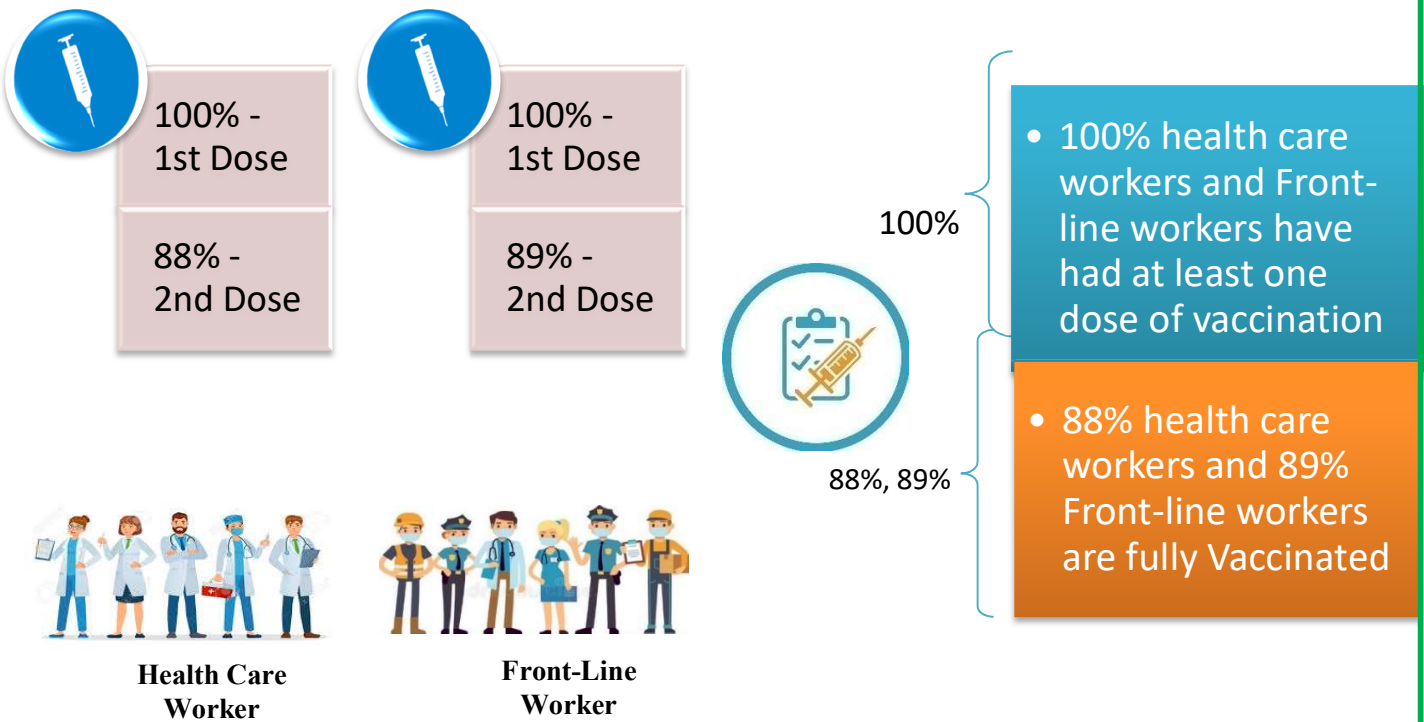 100% -
1st Dose
88% -
2nd Dose
Health Care
Worker
100% -
1st Dose
89% -
2nd Dose
Front-Line
Worker
100%
88%, 89%
• 100% health care
workers and Front-
line workers have
had at least one
dose of vaccination
• 88% health care
workers and 89%
Front-line workers
are fully Vaccinated